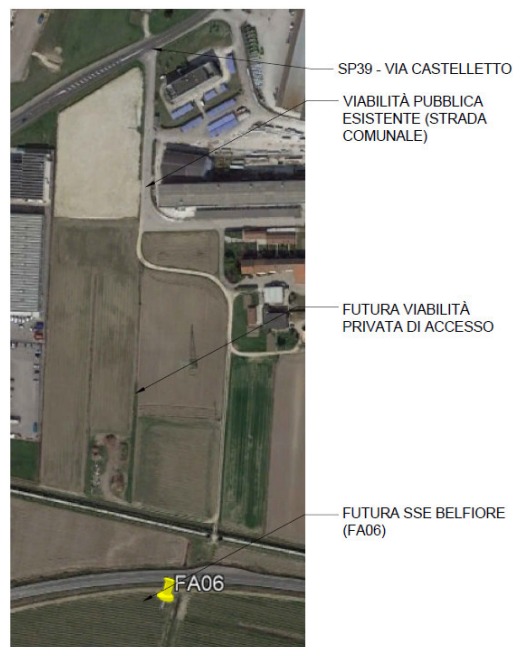 SP39 - VIA CASTELLETTO
VIABILITÀ PUBBLICA
ESISTENTE (STRADA
COMUNALE)
FUTURA VIABILITÀ
PRIVATA DI ACCESSO
FUTURA SSE BELFIORE
(FA06)
FA06